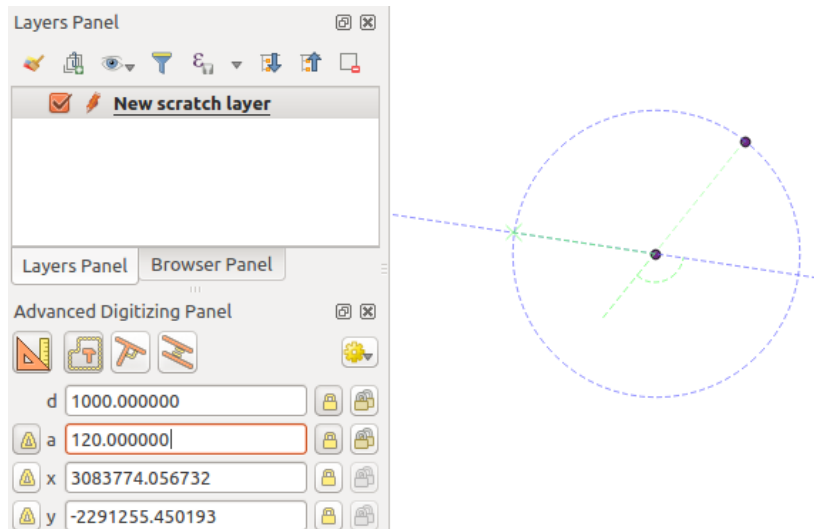 Layers Panel
New scratch layer
Layers Panel
Browser Panel
Advanced Digitizing Panel
d 1000.000000
a 120.000000
x 3083774.056732
y -2291255.450193